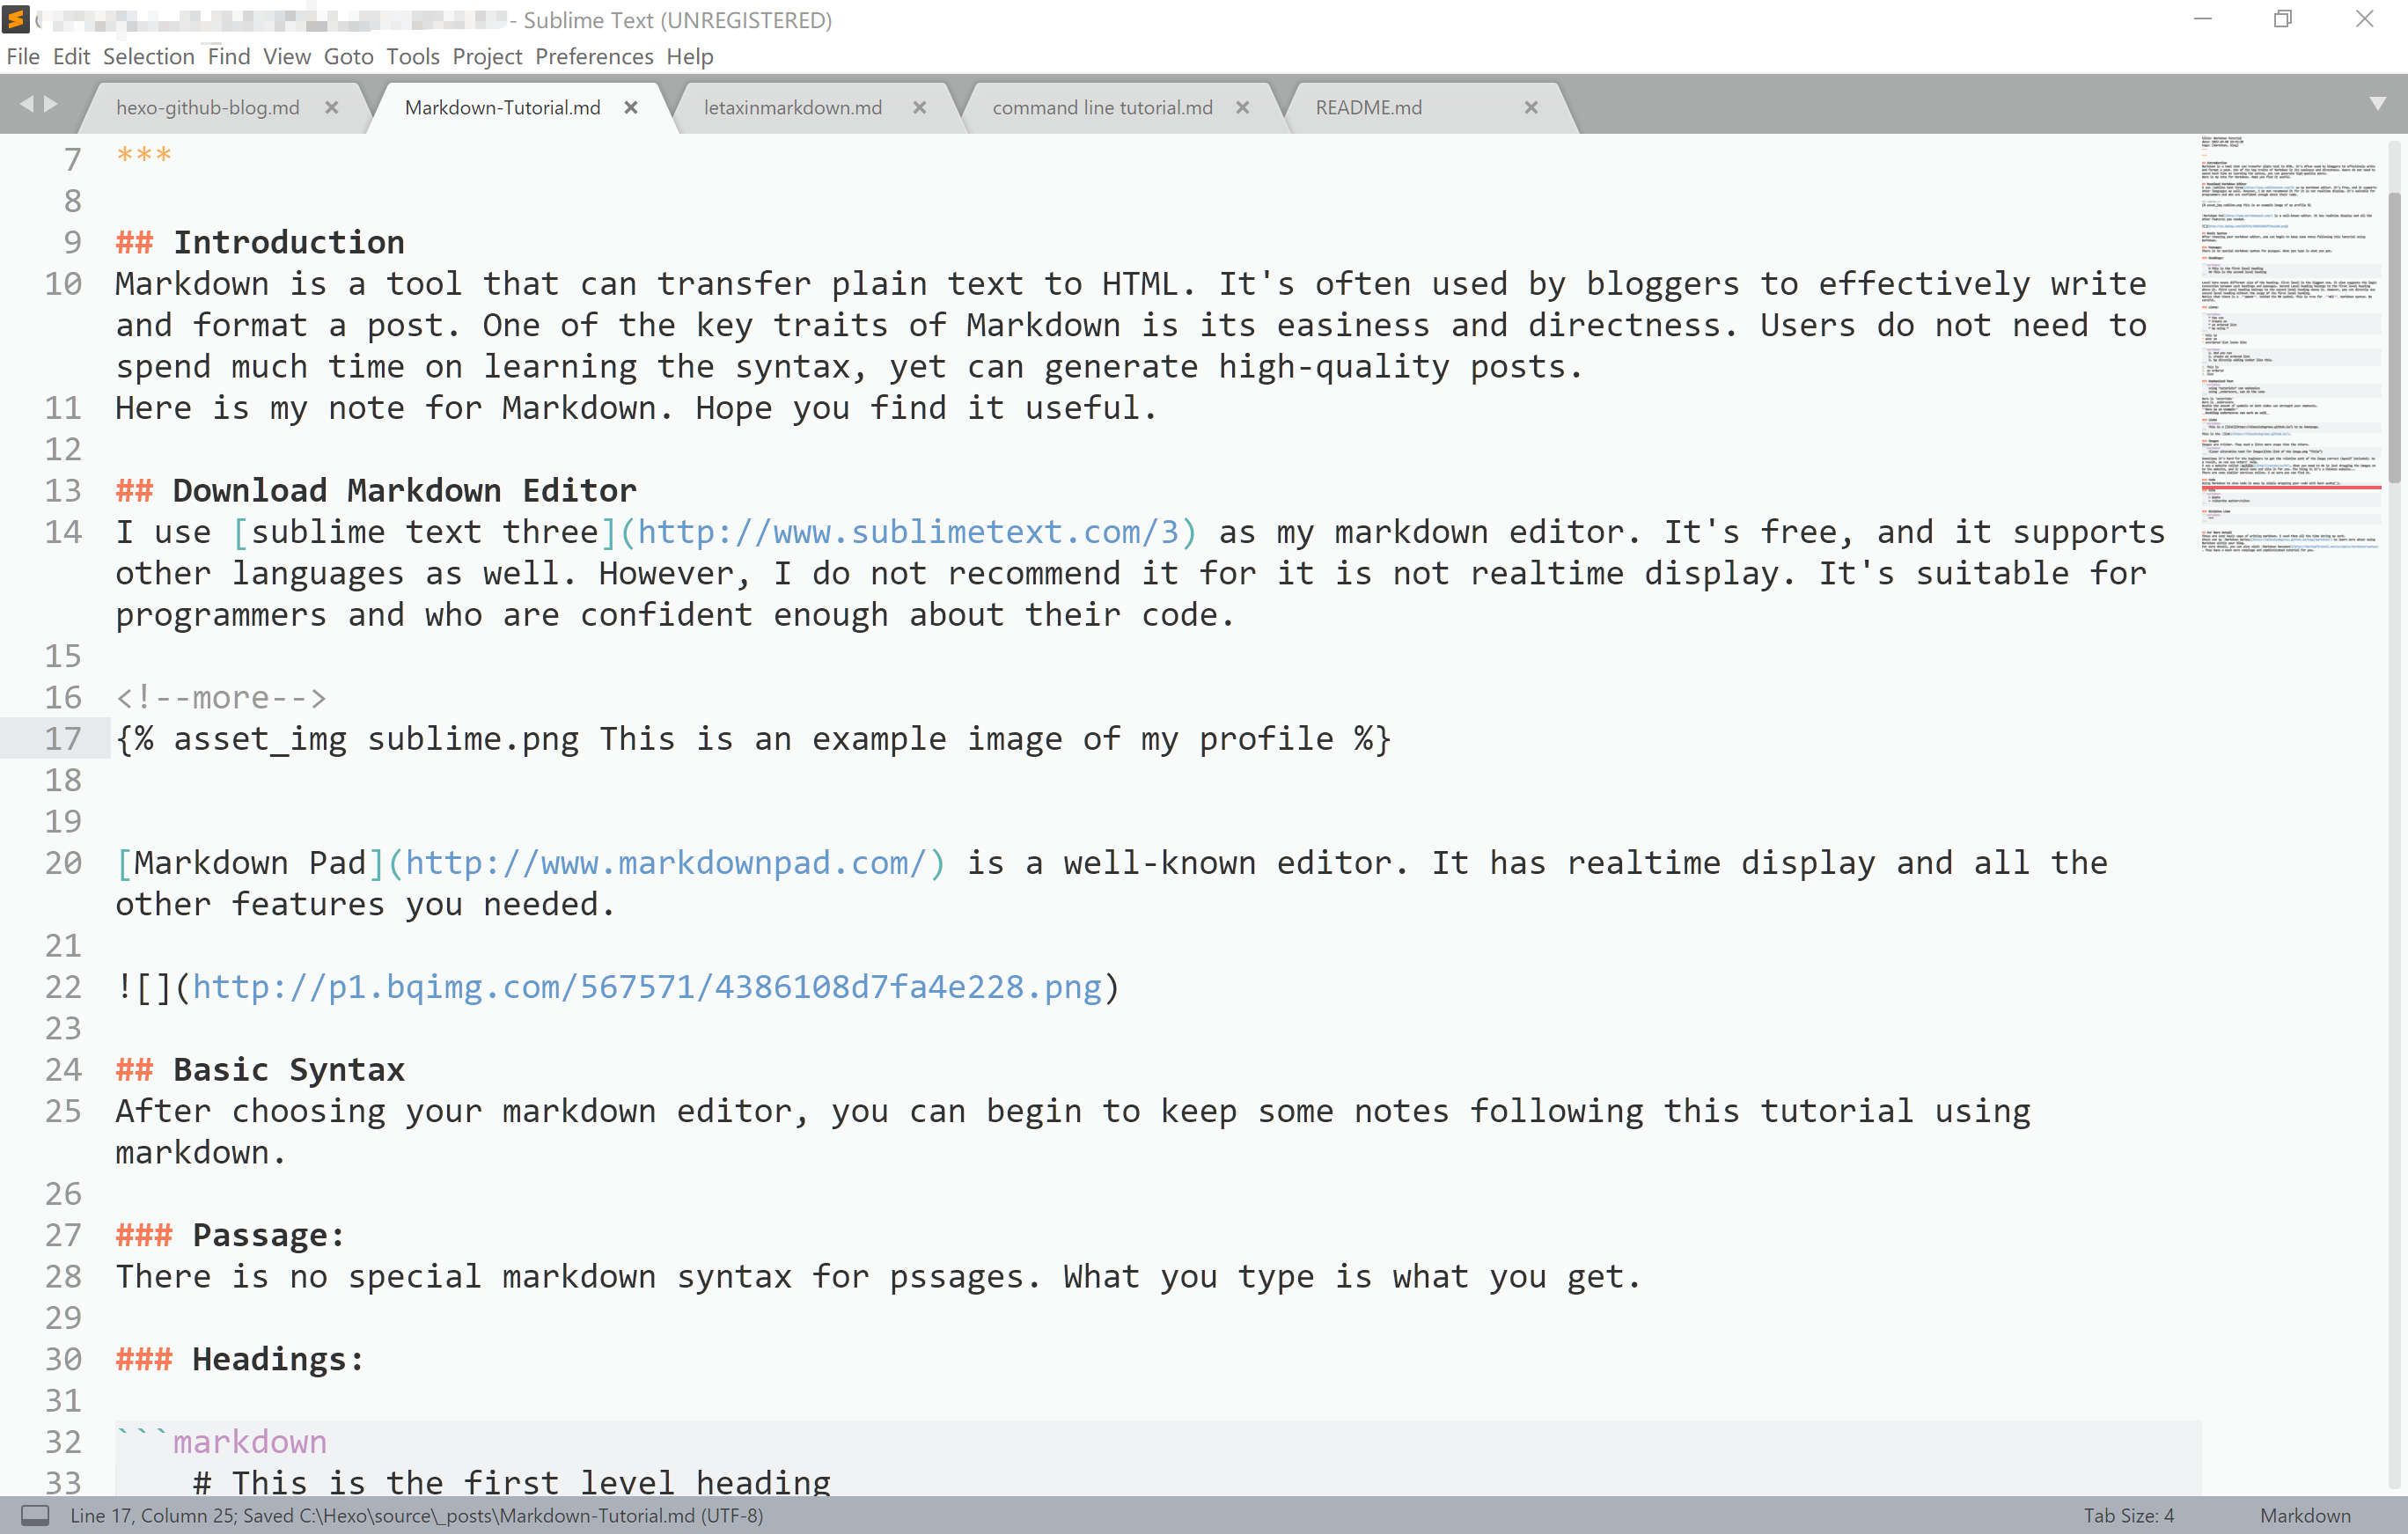 - Sublime Text (UNREGISTERED)
File Edit Selection Find View Goto Tools Project Preferences Help
hexo-github-blog.md × Markdown-Tutorial.md × letaxinmarkdown.md × command line tutorial.md × README.md ×
7 ***
8
9 ## Introduction
10 Markdown is a tool that can transfer plain text to HTML. It's often used by bloggers to effectively write
and format a post. One of the key traits of Markdown is its easiness and directness. Users do not need to
spend much time on learning the syntax, yet can generate high-quality posts.
11 Here is my note for Markdown. Hope you find it useful.
12
13 ## Download Markdown Editor
14 I use [sublime text three](http://www.sublimetext.com/3) as my markdown editor. It's free, and it supports
other languages as well. However, I do not recommend it for it is not realtime display. It's suitable for
programmers and who are confident enough about their code.
15
16 <!--more-->
17 {% asset_img sublime.png This is an example image of my profile %}
18
19
20 [Markdown Pad](http://www.markdownpad.com/) is a well-known editor. It has realtime display and all the
other features you needed.
21
22 ![](http://p1.bqimg.com/567571/4386108d7fa4e228.png)
23
24 ## Basic Syntax
25 After choosing your markdown editor, you can begin to keep some notes following this tutorial using
markdown.
26
27 ### Passage:
28 There is no special markdown syntax for pssages. What you type is what you get.
29
30 ### Headings:
31
32 ```markdown
33 # This is the first level heading
Line 17, Column 25; Saved C:\Hexo\source\_posts\Markdown-Tutorial.md (UTF-8) Tab Size: 4 Markdown